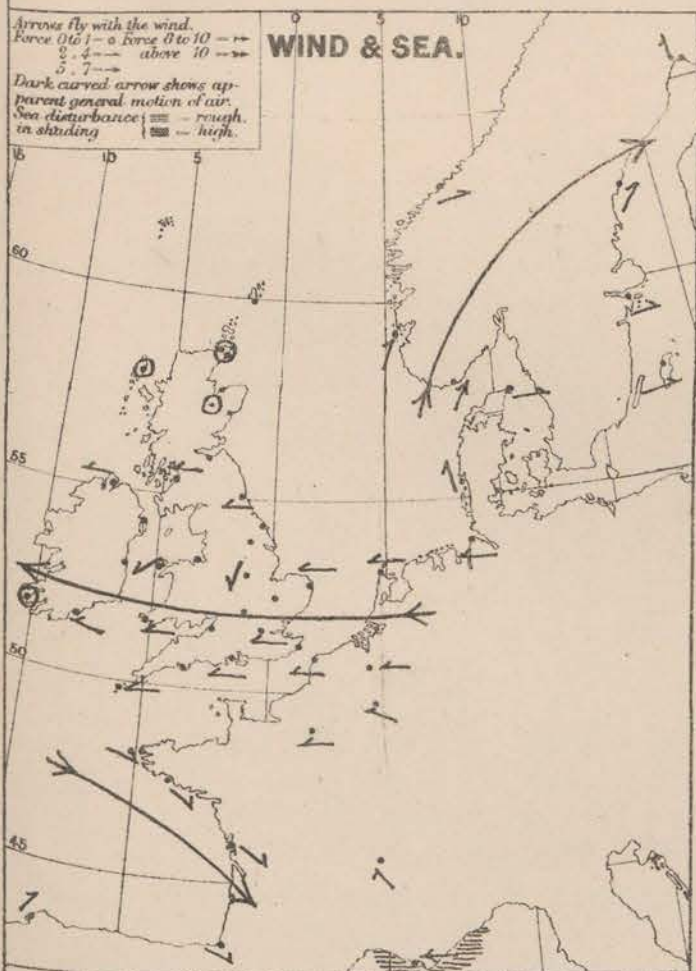 0
10
WIND & SEA.
Arrows fly with the wind.
Force 0 to 1 — o Force 8 to 10 —
2 . 4 — above 10 —
5 . 7 —
Dark curved arrow shows ap-
parent general motion of air.
Sea disturbance { — rough.
in shading — high.
15
10
5
60
55
50
45